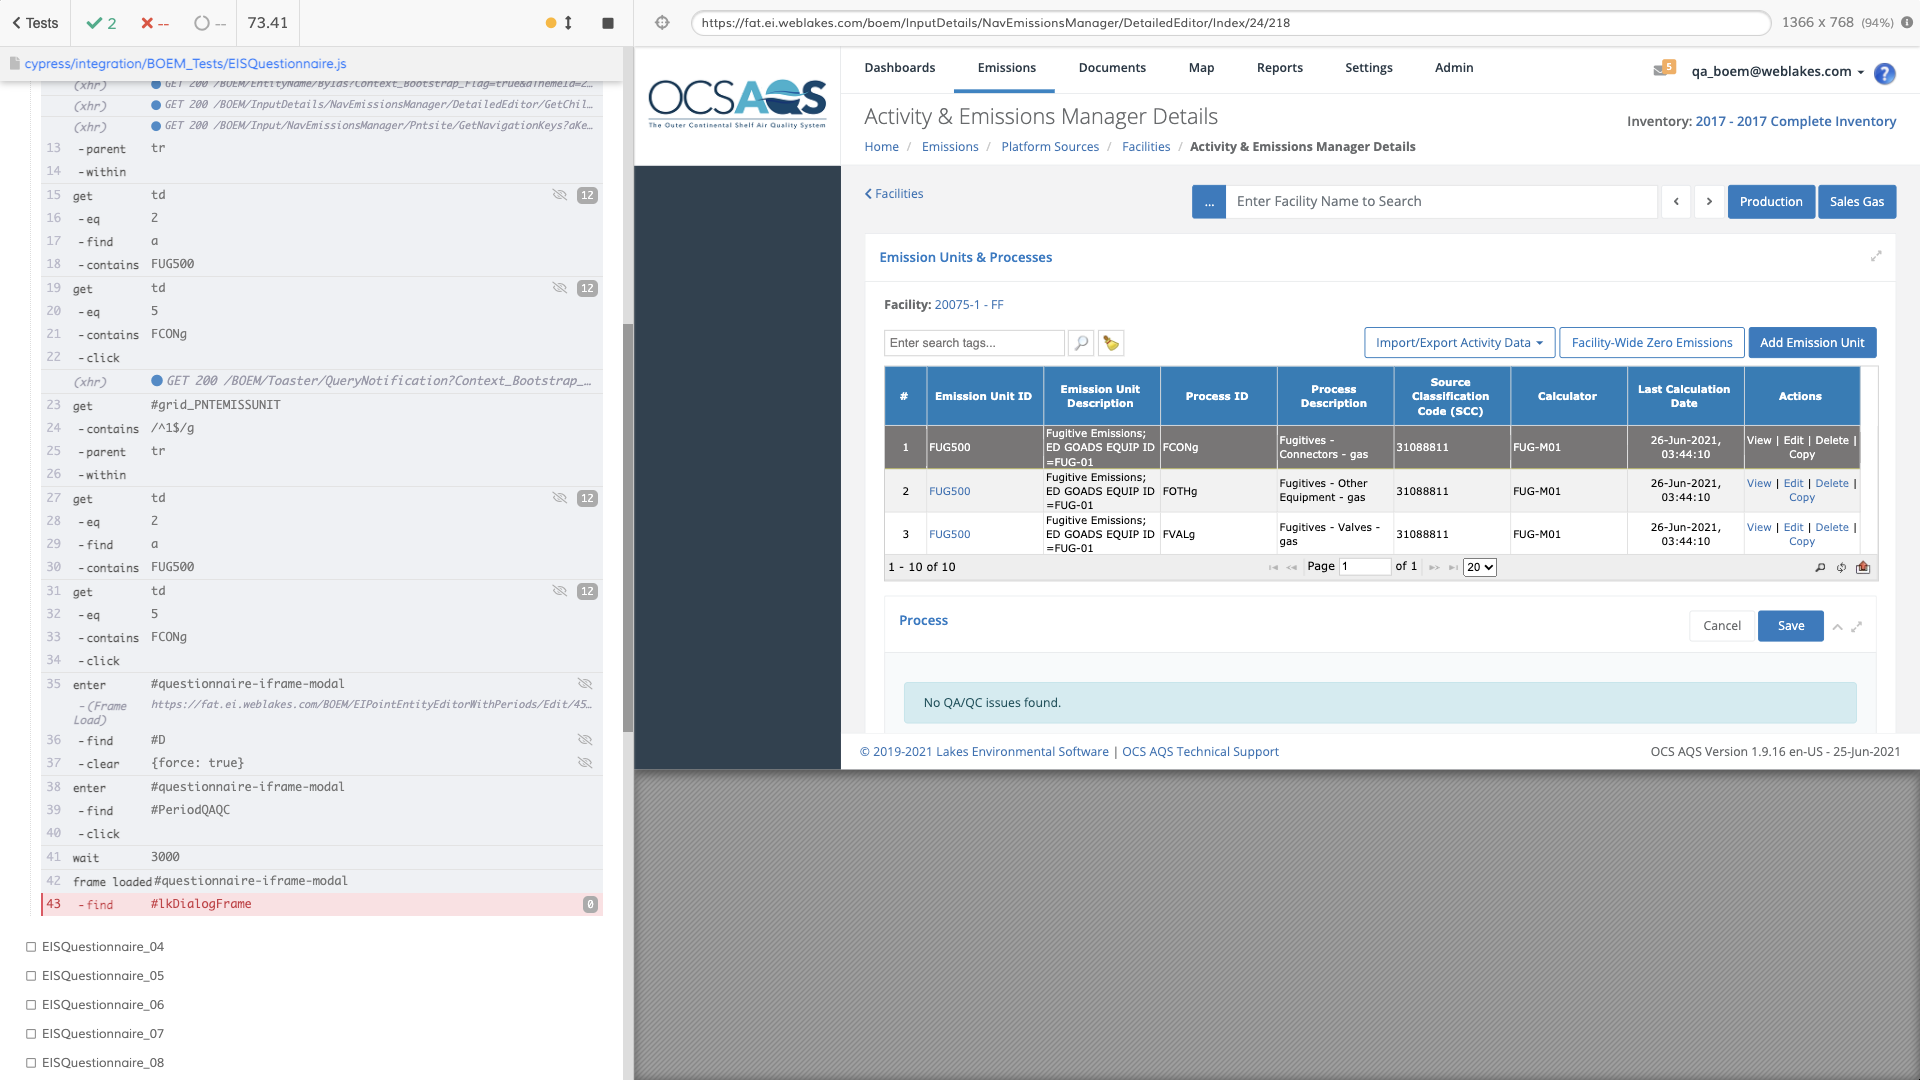 Tests
2
--
--
73.41
cypress/integration/BOEM_Tests/EISQuestionnaire.js
(xhr) GET 200 /BOEM/EntityName/ByIds?Context_Bootstrap_Flag=true&aThemeId=2…
(xhr) GET 200 /BOEM/InputDetails/NavEmissionsManager/DetailedEditor/GetChil…
(xhr) GET 200 /BOEM/Input/NavEmissionsManager/Pntsite/GetNavigationKeys?aKe…
13 -parent tr
14 -within
15 get td 12
16 -eq 2
17 -find a
18 -contains FUG500
19 get td 12
20 -eq 5
21 -contains FCONg
22 -click
(xhr) GET 200 /BOEM/Toaster/QueryNotification?Context_Bootstrap_…
23 get #grid_PNTEMISSUNIT
24 -contains /^1$/g
25 -parent tr
26 -within
27 get td 12
28 -eq 2
29 -find a
30 -contains FUG500
31 get td 12
32 -eq 5
33 -contains FCONg
34 -click
35 enter #questionnaire-iframe-modal
-(Frame Load) https://fat.ei.weblakes.com/BOEM/EIPointEntityEditorWithPeriods/Edit/45…
36 -find #D
37 -clear {force: true}
38 enter #questionnaire-iframe-modal
39 -find #PeriodQAQC
40 -click
41 wait 3000
42 frame loaded #questionnaire-iframe-modal
43 -find #lkDialogFrame 0
EISQuestionnaire_04
EISQuestionnaire_05
EISQuestionnaire_06
EISQuestionnaire_07
EISQuestionnaire_08
https://fat.ei.weblakes.com/boem/InputDetails/NavEmissionsManager/DetailedEditor/Index/24/218
1366 x 768 (94%)
OCSAQS
The Outer Continental Shelf Air Quality System
Dashboards Emissions Documents Map Reports Settings Admin
5 qa_boem@weblakes.com ?
Activity & Emissions Manager Details
Inventory: 2017 - 2017 Complete Inventory
Home / Emissions / Platform Sources / Facilities / Activity & Emissions Manager Details
Facilities
... Enter Facility Name to Search Production Sales Gas
Emission Units & Processes
Facility: 20075-1 - FF
Enter search tags... Import/Export Activity Data Facility-Wide Zero Emissions Add Emission Unit
# Emission Unit ID Emission Unit Description Process ID Process Description Source Classification Code (SCC) Calculator Last Calculation Date Actions
1 FUG500 Fugitive Emissions; ED GOADS EQUIP ID =FUG-01 FCONg Fugitives - Connectors - gas 31088811 FUG-M01 26-Jun-2021, 03:44:10 View | Edit | Delete | Copy
2 FUG500 Fugitive Emissions; ED GOADS EQUIP ID =FUG-01 FOTHg Fugitives - Other Equipment - gas 31088811 FUG-M01 26-Jun-2021, 03:44:10 View | Edit | Delete | Copy
3 FUG500 Fugitive Emissions; ED GOADS EQUIP ID =FUG-01 FVALg Fugitives - Valves - gas 31088811 FUG-M01 26-Jun-2021, 03:44:10 View | Edit | Delete | Copy
1 - 10 of 10 Page 1 of 1 20
Process Cancel Save
No QA/QC issues found.
© 2019-2021 Lakes Environmental Software | OCS AQS Technical Support
OCS AQS Version 1.9.16 en-US - 25-Jun-2021